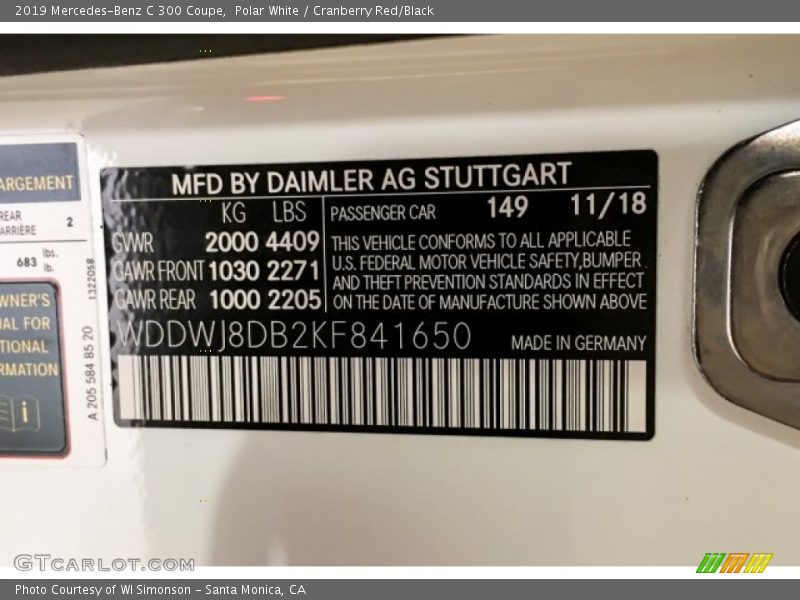 2019 Mercedes-Benz C 300 Coupe,  Polar White / Cranberry Red/Black
ARGEMENT
REAR
ARRIÈRE
2
683 lbs.
lb.
OWNER'S
UAL FOR
TIONAL
RMATION
i
1322058
A 205 584 85 20
MFD BY DAIMLER AG STUTTGART
KG LBS
GVWR 2000 4409
GAWR FRONT 1030 2271
GAWR REAR 1000 2205
PASSENGER CAR 149 11/18
THIS VEHICLE CONFORMS TO ALL APPLICABLE
U.S. FEDERAL MOTOR VEHICLE SAFETY,BUMPER
AND THEFT PREVENTION STANDARDS IN EFFECT
ON THE DATE OF MANUFACTURE SHOWN ABOVE
WDDWJ8DB2KF841650
MADE IN GERMANY
GTCARLOT.COM
Photo Courtesy of WI Simonson - Santa Monica, CA